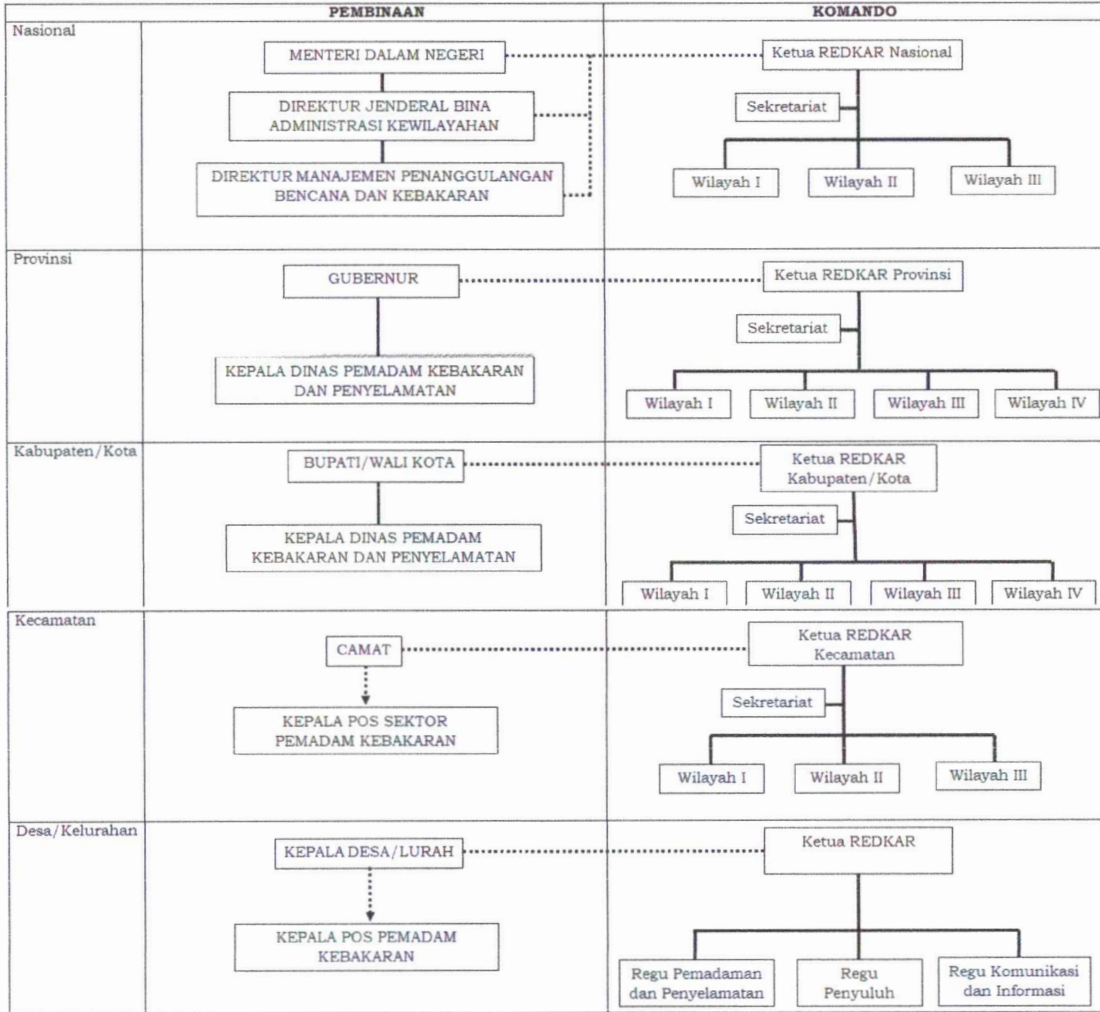 PEMBINAAN
KOMANDO
Nasional
MENTERI DALAM NEGERI
DIREKTUR JENDERAL BINA
ADMINISTRASI KEWILAYAHAN
DIREKTUR MANAJEMEN PENANGGULANGAN
BENCANA DAN KEBAKARAN
Ketua REDKAR Nasional
Sekretariat
Wilayah I
Wilayah II
Wilayah III
Provinsi
GUBERNUR
KEPALA DINAS PEMADAM KEBAKARAN
DAN PENYELAMATAN
Ketua REDKAR Provinsi
Sekretariat
Wilayah I
Wilayah II
Wilayah III
Wilayah IV
Kabupaten/Kota
BUPATI/WALI KOTA
KEPALA DINAS PEMADAM
KEBAKARAN DAN PENYELAMATAN
Ketua REDKAR
Kabupaten/Kota
Sekretariat
Wilayah I
Wilayah II
Wilayah III
Wilayah IV
Kecamatan
CAMAT
KEPALA POS SEKTOR
PEMADAM KEBAKARAN
Ketua REDKAR
Kecamatan
Sekretariat
Wilayah I
Wilayah II
Wilayah III
Desa/Kelurahan
KEPALA DESA/LURAH
KEPALA POS PEMADAM
KEBAKARAN
Ketua REDKAR
Regu Pemadaman
dan Penyelamatan
Regu
Penyuluh
Regu Komunikasi
dan Informasi